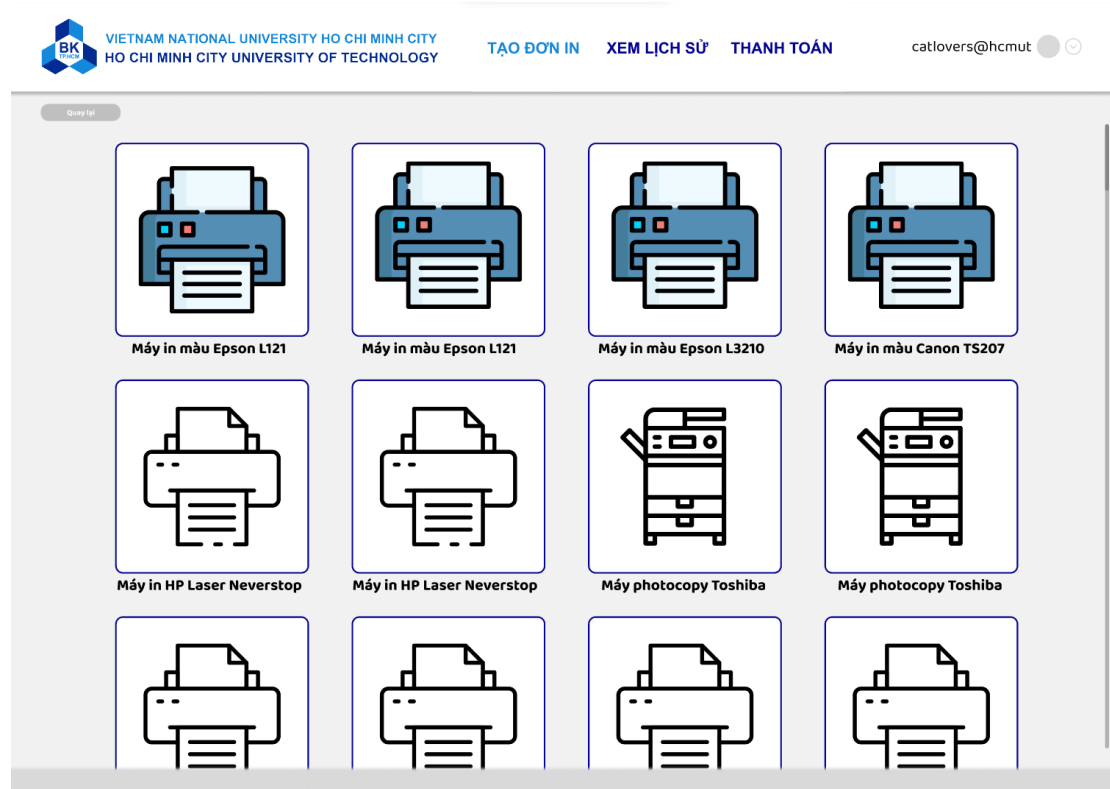 BK
TP.HCM
VIETNAM NATIONAL UNIVERSITY HO CHI MINH CITY
HO CHI MINH CITY UNIVERSITY OF TECHNOLOGY
TẠO ĐƠN IN
XEM LỊCH SỬ
THANH TOÁN
catlovers@hcmut
Quay lại
Máy in màu Epson L121
Máy in màu Epson L121
Máy in màu Epson L3210
Máy in màu Canon TS207
Máy in HP Laser Neverstop
Máy in HP Laser Neverstop
Máy photocopy Toshiba
Máy photocopy Toshiba